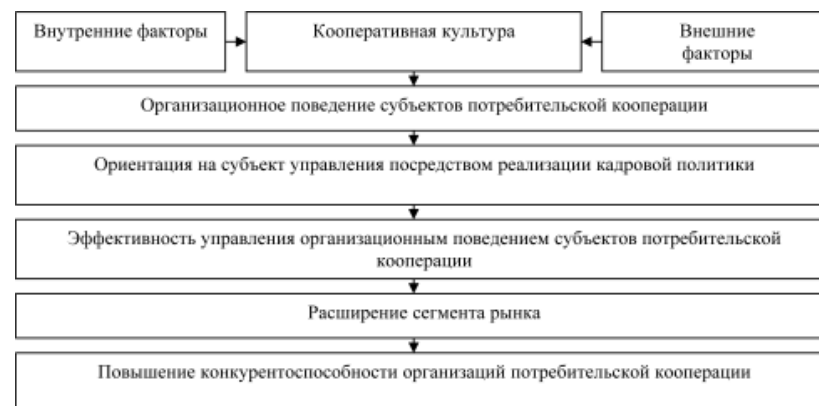 Внутренние факторы
Кооперативная культура
Внешние
факторы
Организационное поведение субъектов потребительской кооперации
Ориентация на субъект управления посредством реализации кадровой политики
Эффективность управления организационным поведением субъектов потребительской
кооперации
Расширение сегмента рынка
Повышение конкурентоспособности организаций потребительской кооперации